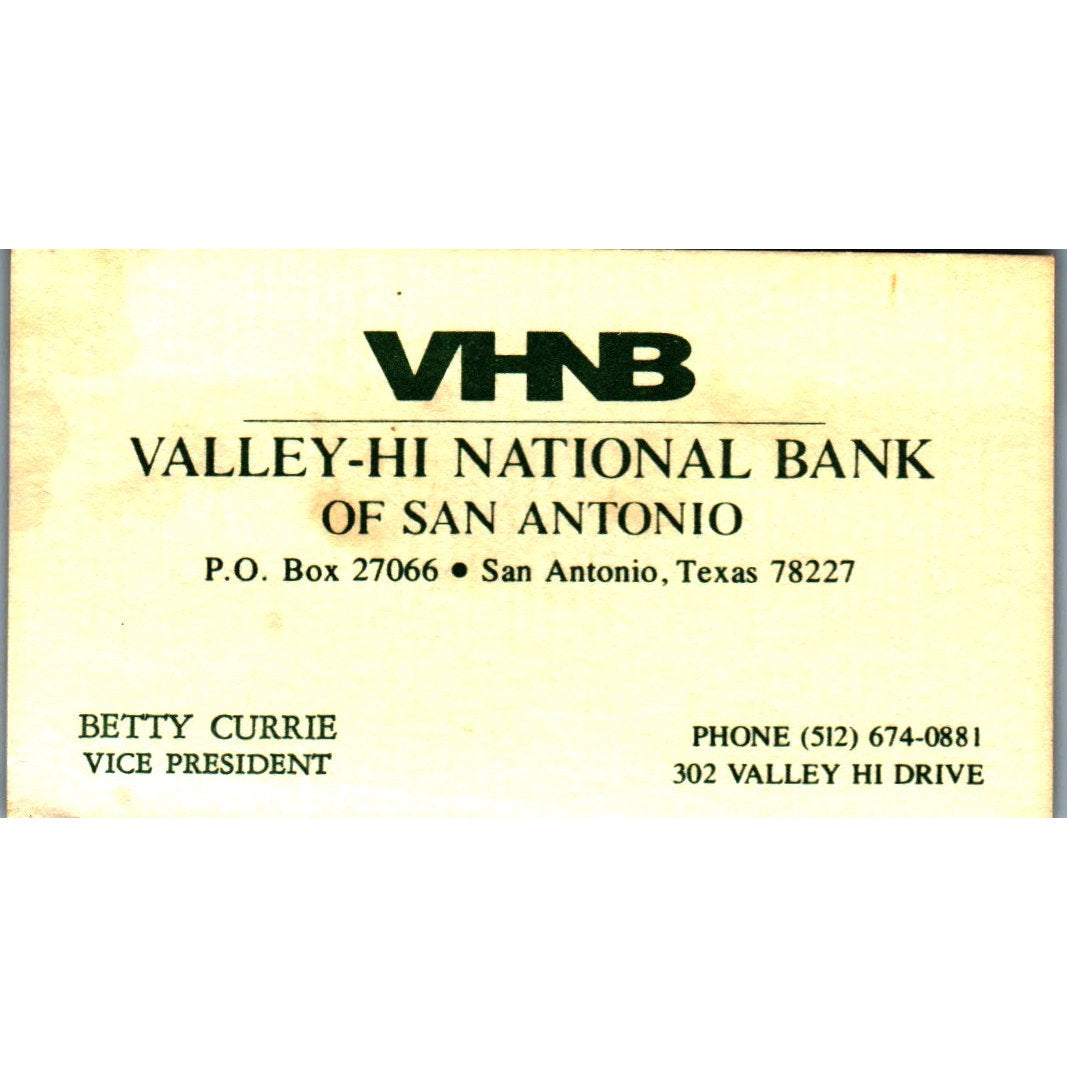 VHNB
VALLEY-HI NATIONAL BANK
OF SAN ANTONIO
P.O. Box 27066 ● San Antonio, Texas 78227
BETTY CURRIE
VICE PRESIDENT
PHONE (512) 674-0881
302 VALLEY HI DRIVE